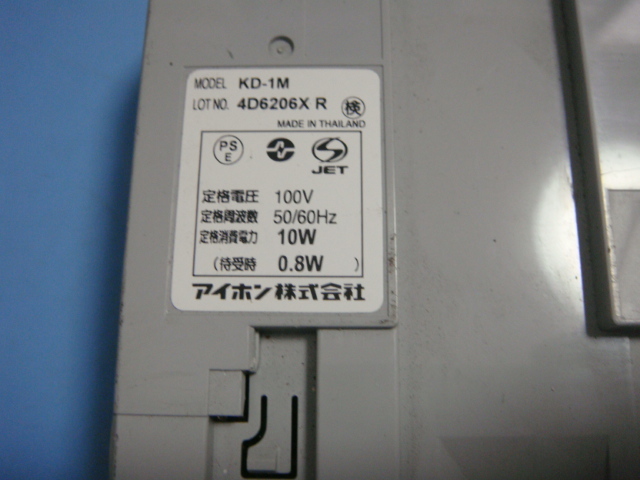 MODEL KD-1M
LOT NO. 4D6206X R 検
MADE IN THAILAND
PS
E
JET
定格電圧 100V
定格周波数 50/60Hz
定格消費電力 10W
(待受時 0.8W )
アイホン株式会社